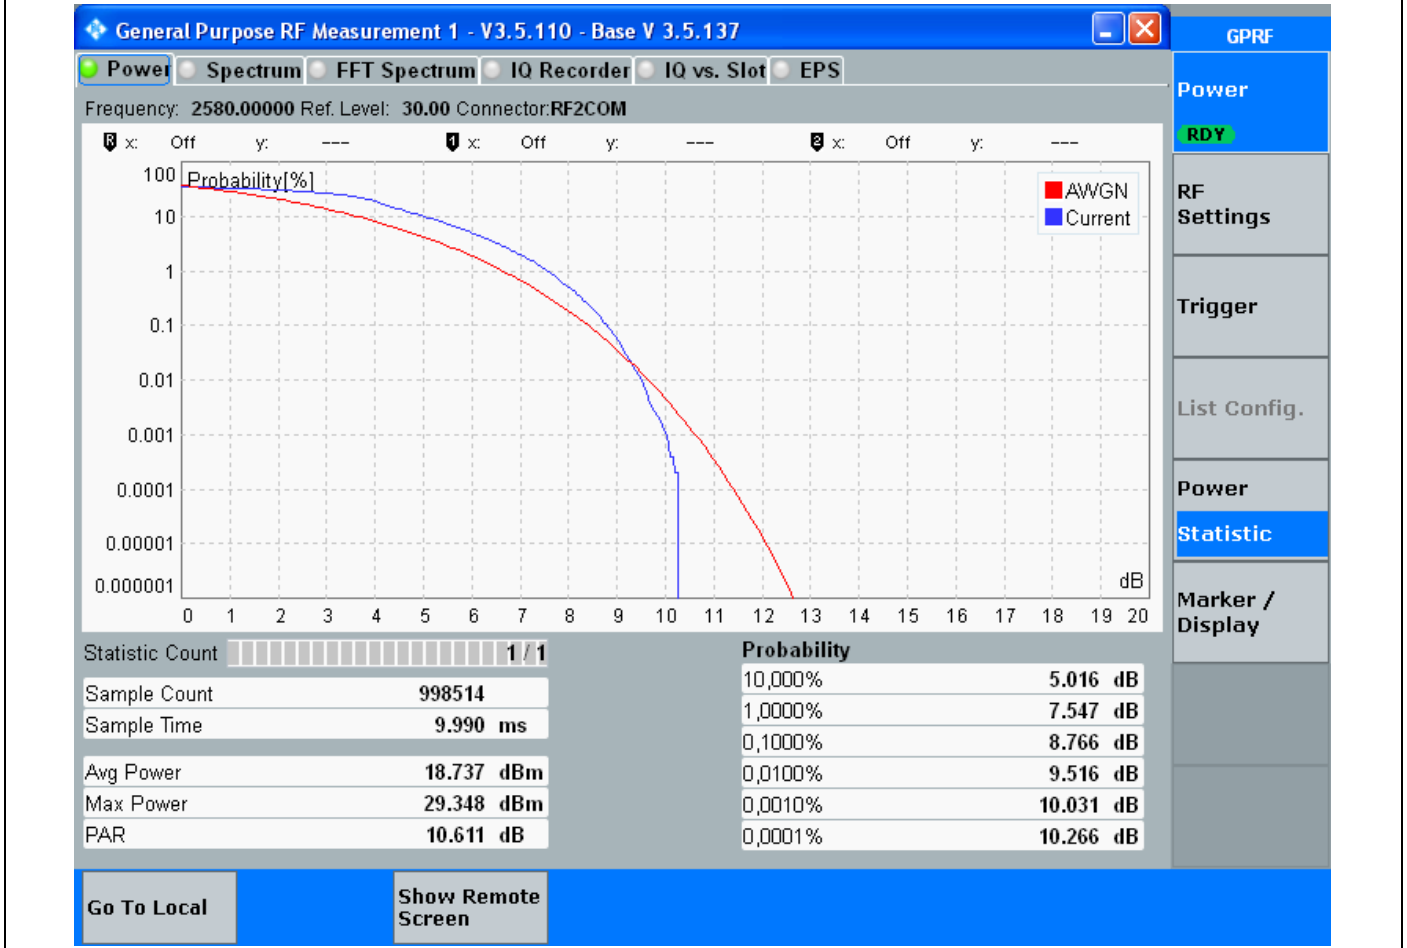 General Purpose RF Measurement 1 - V3.5.110 - Base V 3.5.137
GPRF
Power Spectrum FFT Spectrum IQ Recorder IQ vs. Slot EPS
Frequency: 2580.00000 Ref. Level: 30.00 Connector:RF2COM
R x: Off y: --- 1 x: Off y: --- 2 x: Off y: ---
Probability[%]
100
10
1
0.1
0.01
0.001
0.0001
0.00001
0.000001
AWGN
Current
dB
0 1 2 3 4 5 6 7 8 9 10 11 12 13 14 15 16 17 18 19 20
Statistic Count 1 / 1
Sample Count 998514
Sample Time 9.990 ms
Avg Power 18.737 dBm
Max Power 29.348 dBm
PAR 10.611 dB
Probability
10,000% 5.016 dB
1,0000% 7.547 dB
0,1000% 8.766 dB
0,0100% 9.516 dB
0,0010% 10.031 dB
0,0001% 10.266 dB
Power
RDY
RF
Settings
Trigger
List Config.
Power
Statistic
Marker /
Display
Go To Local
Show Remote
Screen